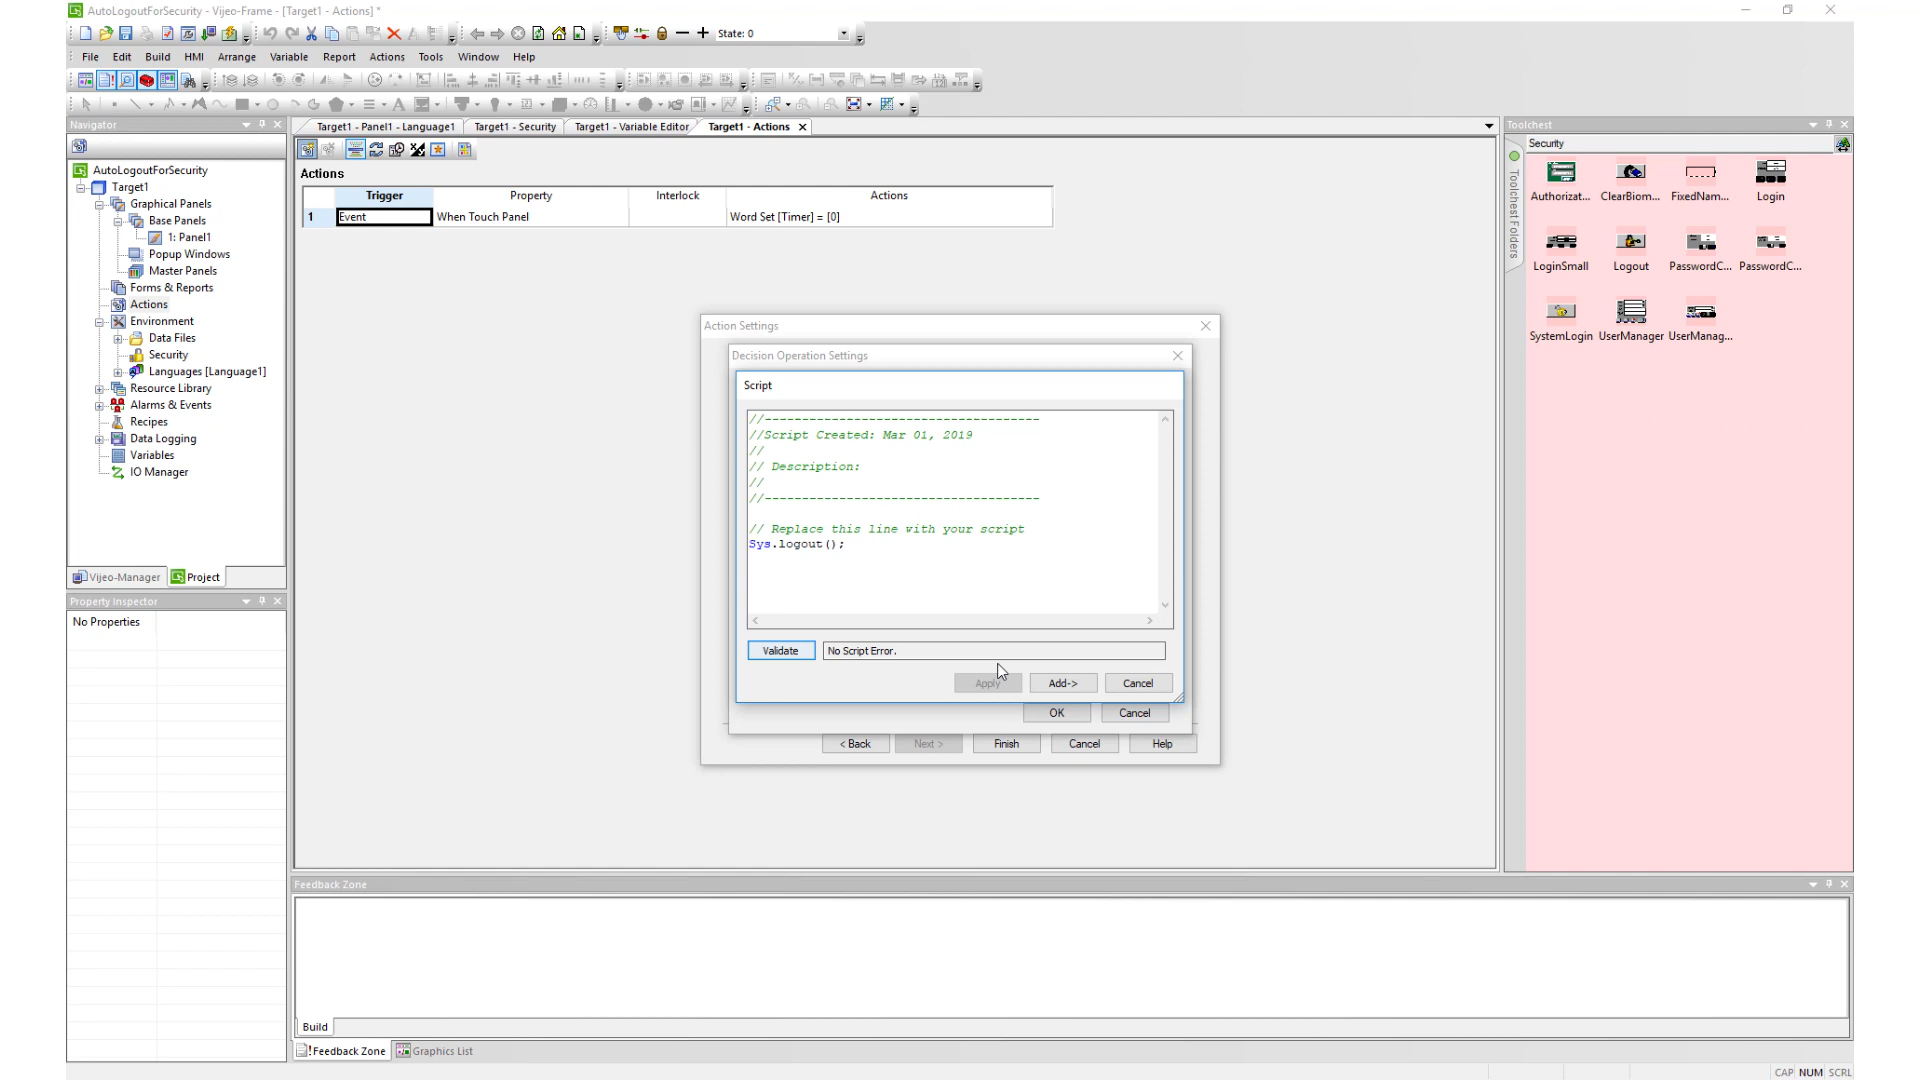 AutoLogoutForSecurity - Vijeo-Frame - [Target1 - Actions] *
State: 0
File Edit Build HMI Arrange Variable Report Actions Tools Window Help
Navigator
AutoLogoutForSecurity
Target1
Graphical Panels
Base Panels
1: Panel1
Popup Windows
Master Panels
Forms & Reports
Actions
Environment
Data Files
Security
Languages [Language1]
Resource Library
Alarms & Events
Recipes
Data Logging
Variables
IO Manager
Vijeo-Manager Project
Property Inspector
No Properties
Target1 - Panel1 - Language1 Target1 - Security Target1 - Variable Editor Target1 - Actions
Actions
Trigger Property Interlock Actions
1 Event When Touch Panel Word Set [Timer] = [0]
Action Settings
Decision Operation Settings
Script
//-------------------------------------
//Script Created: Mar 01, 2019
//
// Description:
//
//-------------------------------------
// Replace this line with your script
Sys.logout();
Validate No Script Error.
Apply Add-> Cancel
OK Cancel
< Back Next > Finish Cancel Help
Toolchest
Security
Toolchest Folders
Authorizat... ClearBiom... FixedNam... Login
LoginSmall Logout PasswordC... PasswordC...
SystemLogin UserManager UserManag...
Feedback Zone
Build
Feedback Zone Graphics List
CAP NUM SCRL